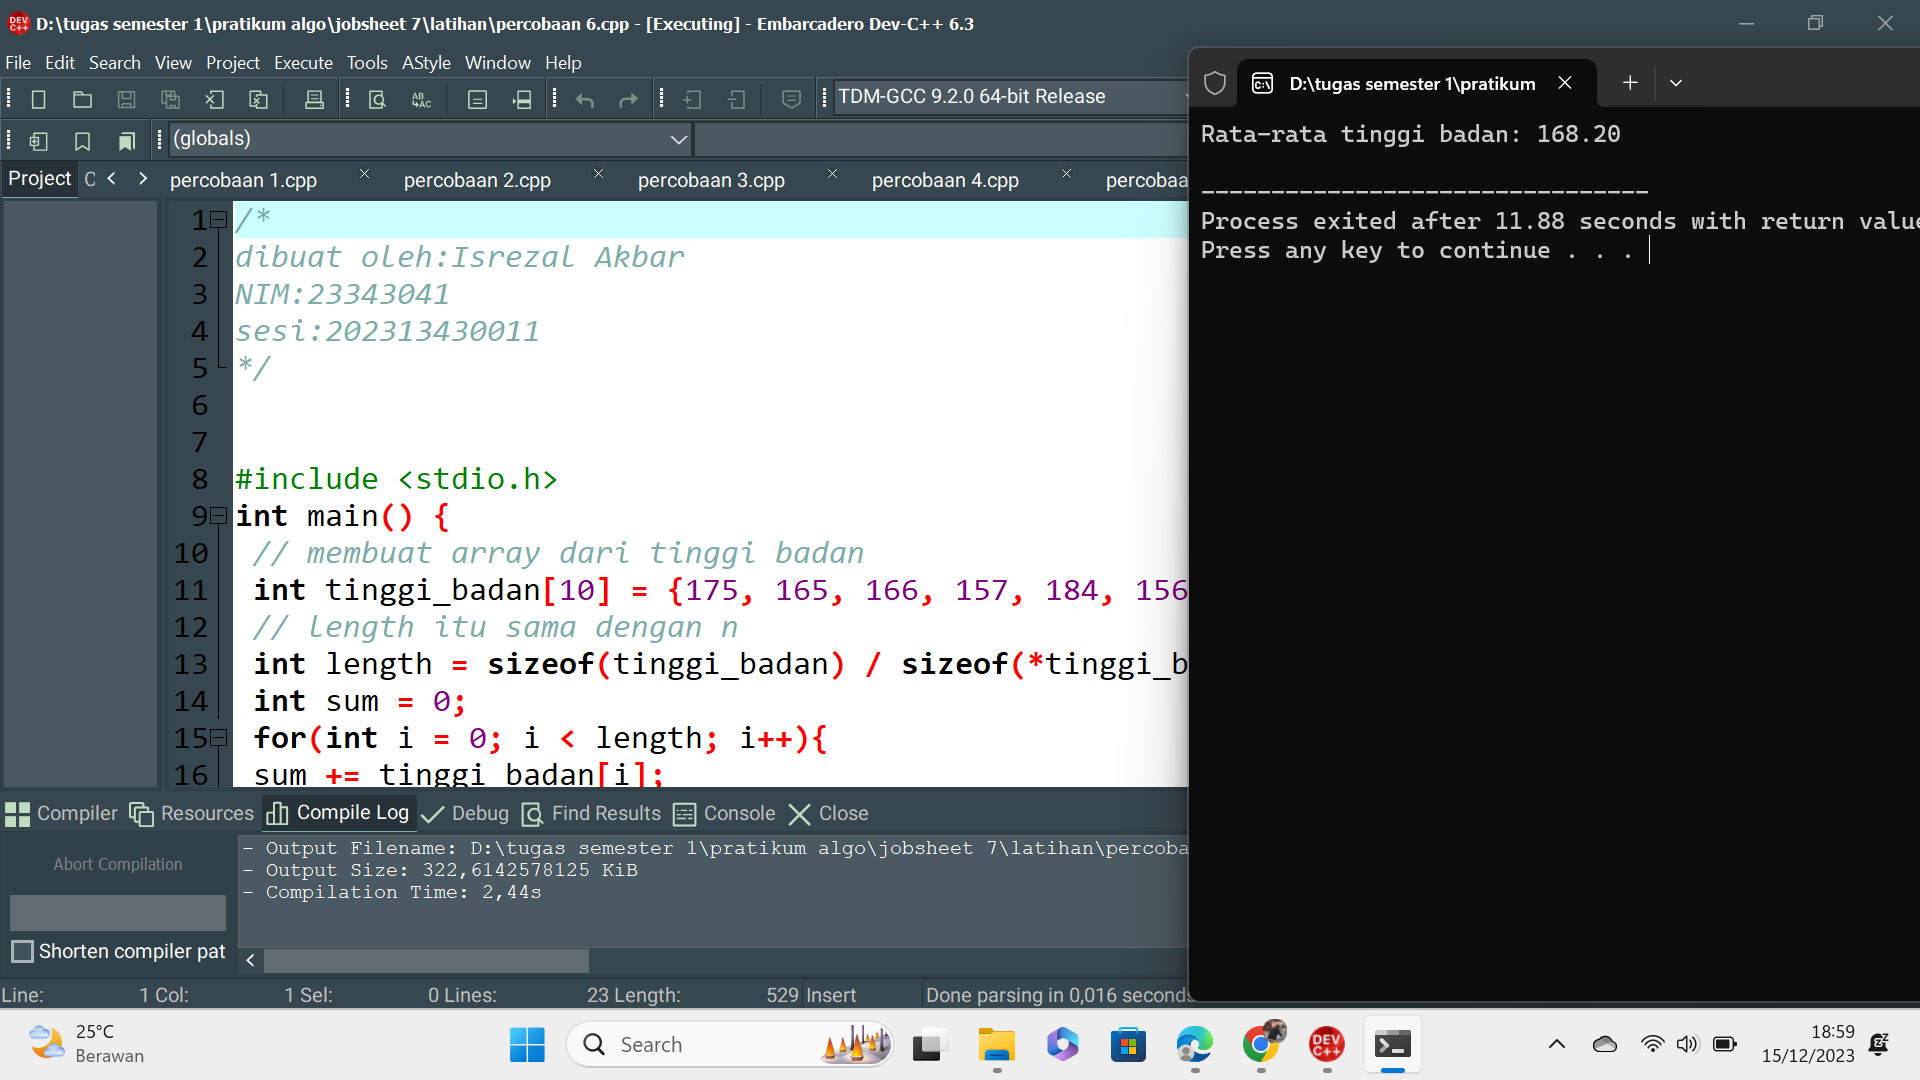 D:\tugas semester 1\pratikum algo\jobsheet 7\latihan\percobaan 6.cpp - [Executing] - Embarcadero Dev-C++ 6.3
File Edit Search View Project Execute Tools AStyle Window Help
TDM-GCC 9.2.0 64-bit Release
(globals)
Project
percobaan 1.cpp
percobaan 2.cpp
percobaan 3.cpp
percobaan 4.cpp
1 /*
2 dibuat oleh:Isrezal Akbar
3 NIM:23343041
4 sesi:202313430011
5 */
6
7
8 #include <stdio.h>
9 int main() {
10 // membuat array dari tinggi badan
11 int tinggi_badan[10] = {175, 165, 166, 157, 184, 156
12 // length itu sama dengan n
13 int length = sizeof(tinggi_badan) / sizeof(*tinggi_b
14 int sum = 0;
15 for(int i = 0; i < length; i++){
16 sum += tinggi_badan[i];
D:\tugas semester 1\pratikum
Rata-rata tinggi badan: 168.20
--------------------------------
Process exited after 11.88 seconds with return value
Press any key to continue . . .
Compiler Resources Compile Log Debug Find Results Console Close
Abort Compilation
Shorten compiler pat
- Output Filename: D:\tugas semester 1\pratikum algo\jobsheet 7\latihan\percoba
- Output Size: 322,6142578125 KiB
- Compilation Time: 2,44s
Line: 1 Col: 1 Sel: 0 Lines: 23 Length: 529 Insert Done parsing in 0,016 seconds
25°C
Berawan
Search
DEV C++
18:59
15/12/2023